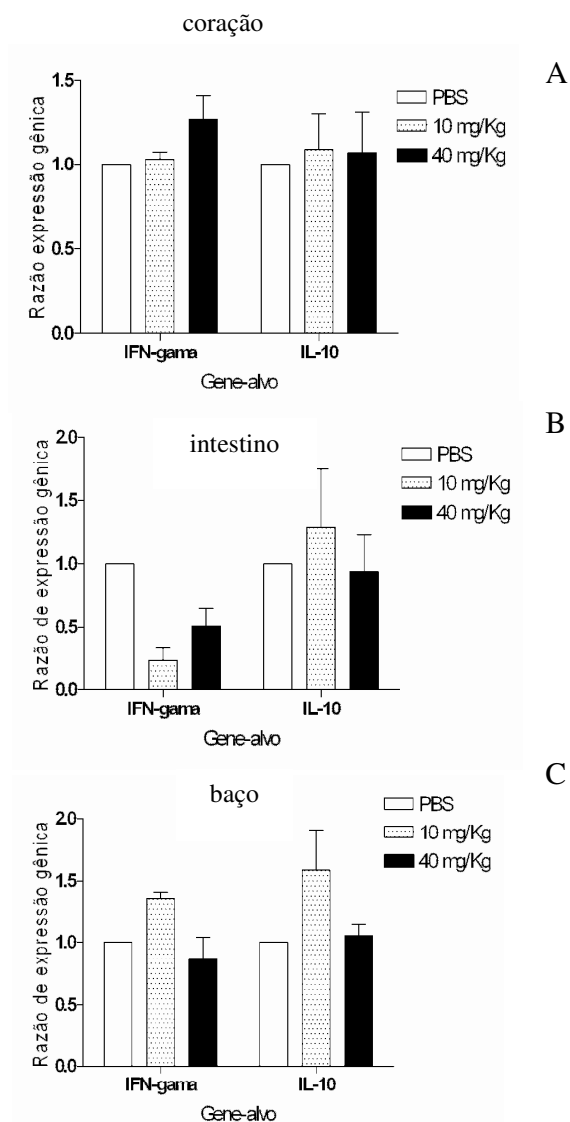 coração
A
1.5
1.0
0.5
0.0
Razão expressão gênica
PBS
10 mg/Kg
40 mg/Kg
IFN-gama
IL-10
Gene-alvo
B
intestino
2.0
1.5
1.0
0.5
0.0
Razão de expressão gênica
PBS
10 mg/Kg
40 mg/Kg
IFN-gama
IL-10
Gene-alvo
C
baço
2.0
1.5
1.0
0.5
0.0
Razão de expressão gênica
PBS
10 mg/Kg
40 mg/Kg
IFN-gama
IL-10
Gene-alvo